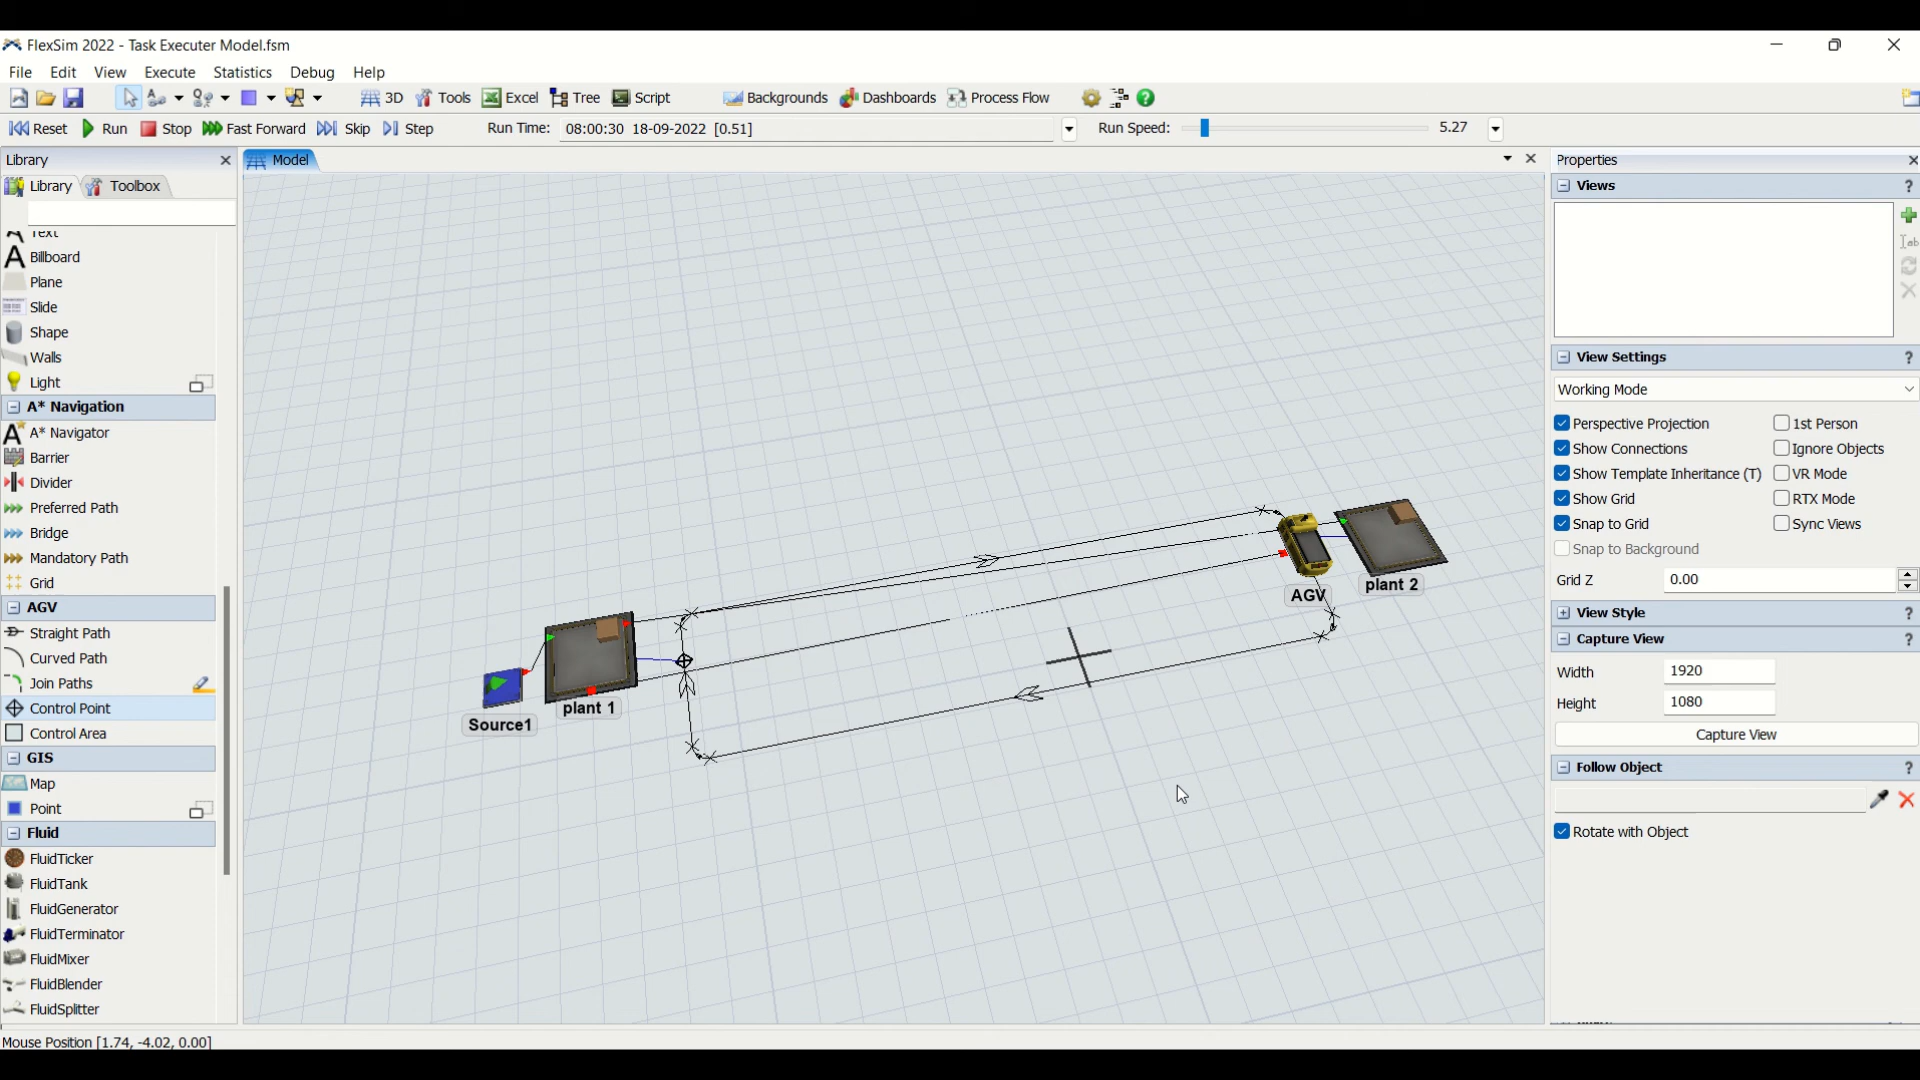 FlexSim 2022 - Task Executer Model.fsm
File Edit View Execute Statistics Debug Help
3D Tools Excel Tree Script Backgrounds Dashboards Process Flow
Reset Run Stop Fast Forward Skip Step Run Time: 08:00:30 18-09-2022 [0.51] Run Speed: 5.27
Library
Library Toolbox
Text
Billboard
Plane
Slide
Shape
Walls
Light
A* Navigation
A* Navigator
Barrier
Divider
Preferred Path
Bridge
Mandatory Path
Grid
AGV
Straight Path
Curved Path
Join Paths
Control Point
Control Area
GIS
Map
Point
Fluid
FluidTicker
FluidTank
FluidGenerator
FluidTerminator
FluidMixer
FluidBlender
FluidSplitter
Model
Source1
plant 1
AGV
plant 2
Properties
Views
View Settings
Working Mode
Perspective Projection 1st Person
Show Connections Ignore Objects
Show Template Inheritance (T) VR Mode
Show Grid RTX Mode
Snap to Grid Sync Views
Snap to Background
Grid Z 0.00
View Style
Capture View
Width 1920
Height 1080
Capture View
Follow Object
Rotate with Object
Mouse Position [1.74, -4.02, 0.00]